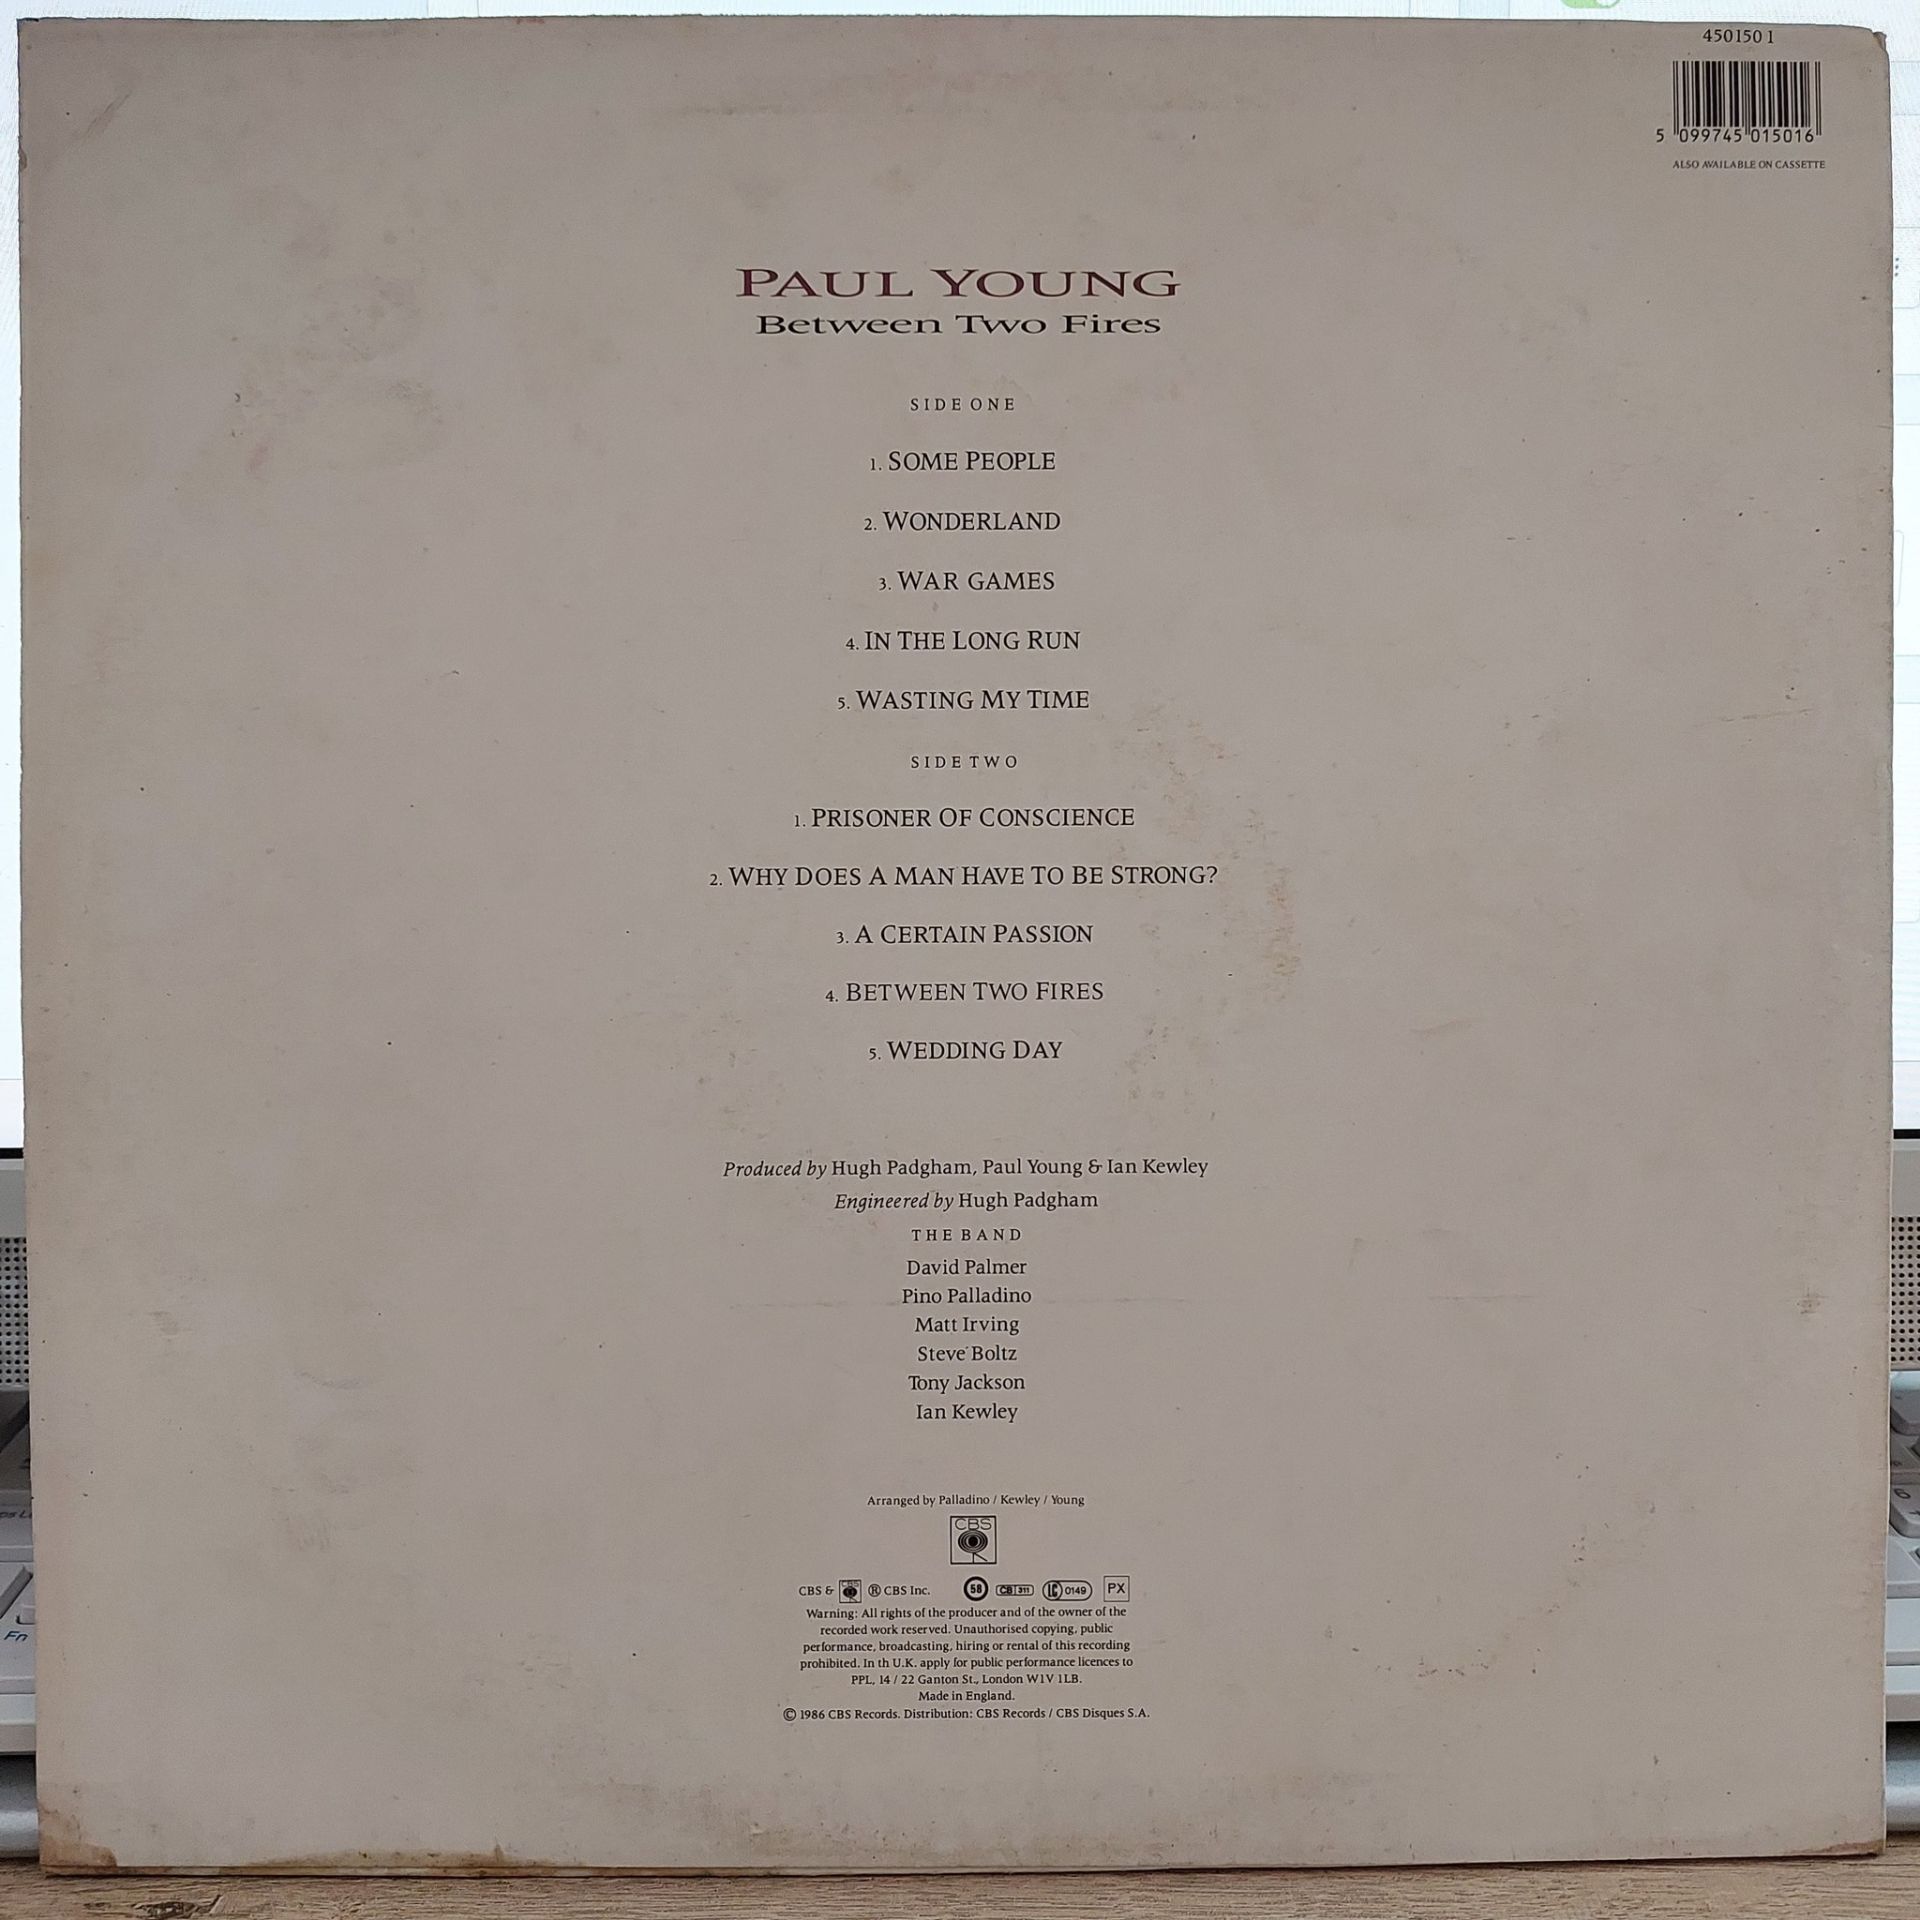 450150 1
5 099745 015016
ALSO AVAILABLE ON CASSETTE
PAUL YOUNG
Between Two Fires
SIDE ONE
1. SOME PEOPLE
2. WONDERLAND
3. WAR GAMES
4. IN THE LONG RUN
5. WASTING MY TIME
SIDE TWO
1. PRISONER OF CONSCIENCE
2. WHY DOES A MAN HAVE TO BE STRONG?
3. A CERTAIN PASSION
4. BETWEEN TWO FIRES
5. WEDDING DAY
Produced by Hugh Padgham, Paul Young & Ian Kewley
Engineered by Hugh Padgham
THE BAND
David Palmer
Pino Palladino
Matt Irving
Steve Boltz
Tony Jackson
Ian Kewley
Arranged by Palladino / Kewley / Young
CBS
CBS & CBS ® CBS Inc. 58 CB 311 LC 0149 PX
Warning: All rights of the producer and of the owner of the
recorded work reserved. Unauthorised copying, public
performance, broadcasting, hiring or rental of this recording
prohibited. In th U.K. apply for public performance licences to
PPL, 14 / 22 Ganton St., London W1V 1LB.
Made in England.
© 1986 CBS Records. Distribution: CBS Records / CBS Disques S.A.
Fn
6